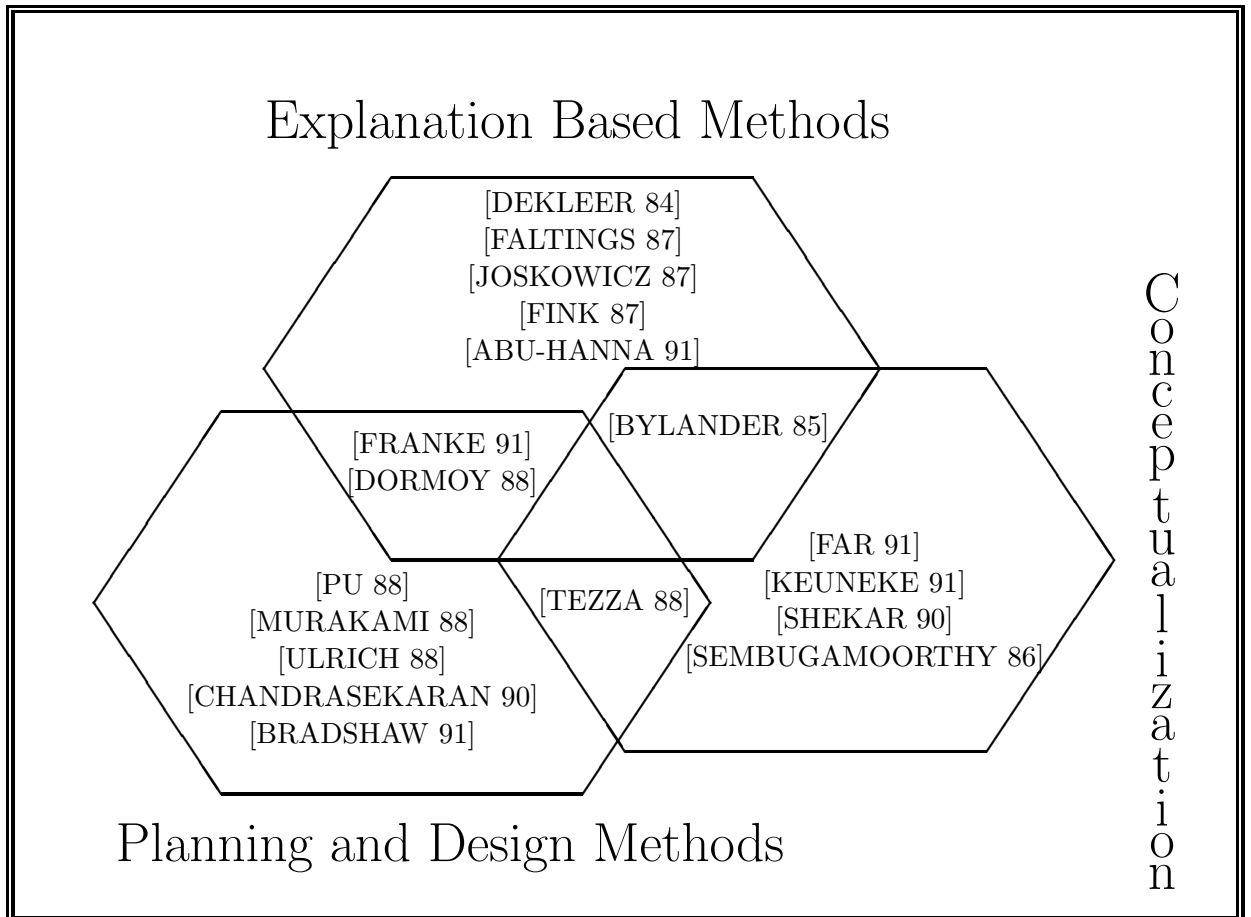 Explanation Based Methods
[DEKLEER 84]
[FALTINGS 87]
[JOSKOWICZ 87]
[FINK 87]
[ABU-HANNA 91]
[BYLANDER 85]
[FRANKE 91]
[DORMOY 88]
[TEZZA 88]
[PU 88]
[MURAKAMI 88]
[ULRICH 88]
[CHANDRASEKARAN 90]
[BRADSHAW 91]
[FAR 91]
[KEUNEKE 91]
[SHEKAR 90]
[SEMBUGAMOORTHY 86]
Planning and Design Methods
Conceptualization